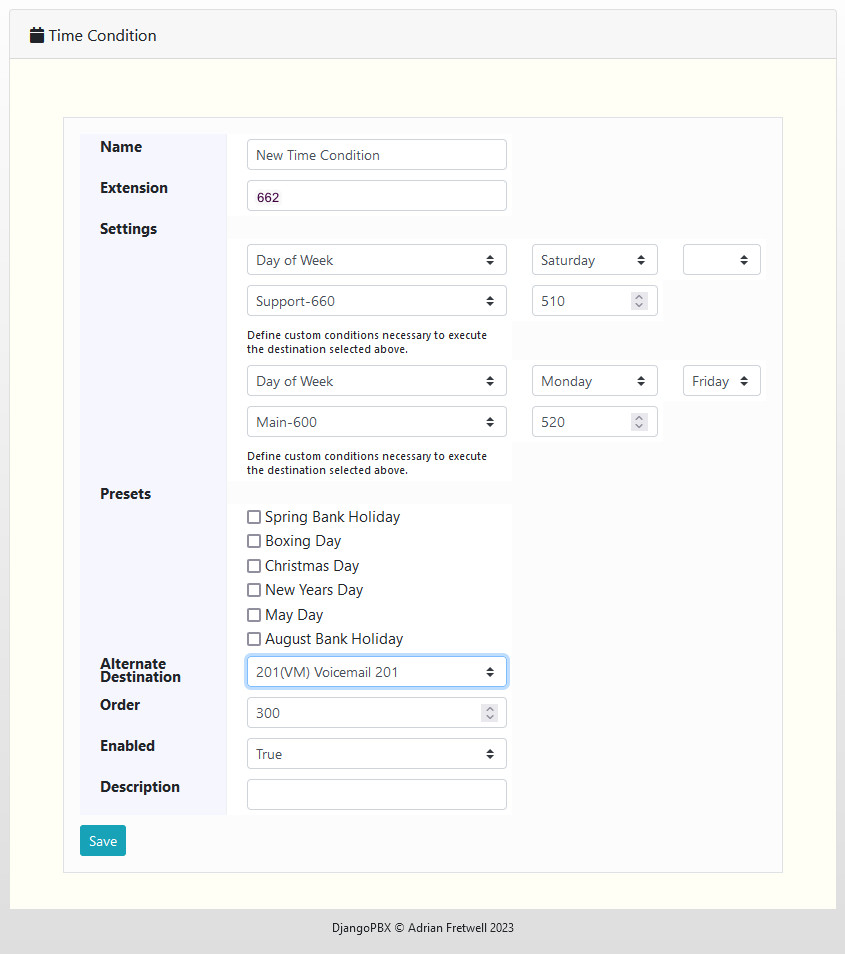 Time Condition
Name
New Time Condition
Extension
662
Settings
Day of Week Saturday
Support-660 510
Define custom conditions necessary to execute
the destination selected above.
Day of Week Monday Friday
Main-600 520
Define custom conditions necessary to execute
the destination selected above.
Presets
Spring Bank Holiday
Boxing Day
Christmas Day
New Years Day
May Day
August Bank Holiday
Alternate
Destination
201(VM) Voicemail 201
Order
300
Enabled
True
Description
Save
DjangoPBX © Adrian Fretwell 2023